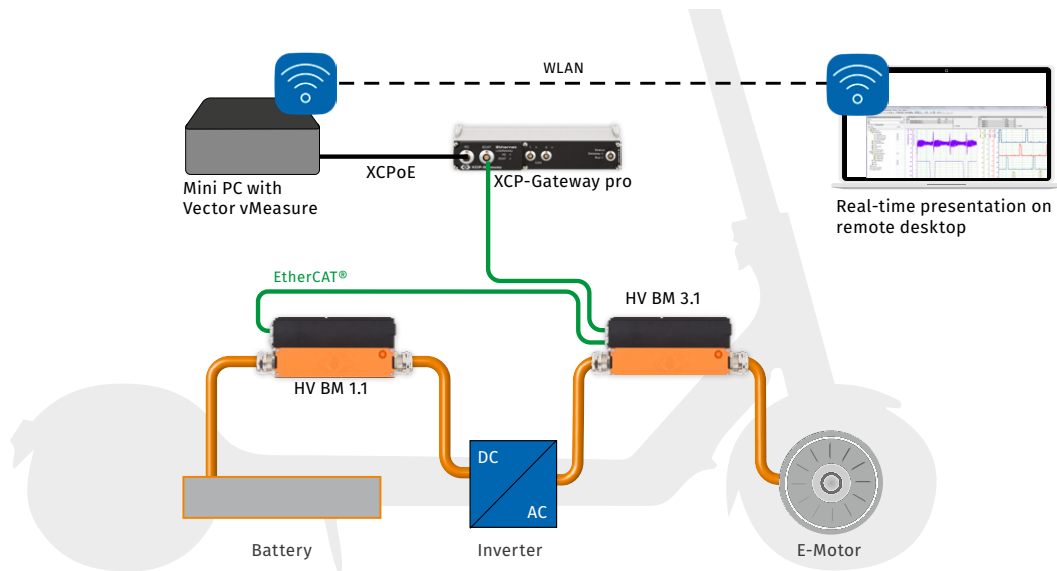 WLAN
XCPoE
XCP-Gateway pro
Mini PC with
Vector vMeasure
Real-time presentation on
remote desktop
EtherCAT®
HV BM 3.1
HV BM 1.1
DC
AC
Battery
Inverter
E-Motor